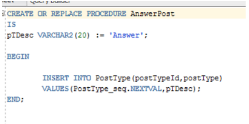 CREATE OR REPLACE PROCEDURE AnswerPost
IS
pTDesc VARCHAR2(20) := 'Answer';
BEGIN
INSERT INTO PostType(postTypeId,postType)
VALUES(PostType_seq.NEXTVAL,pTDesc);
END;